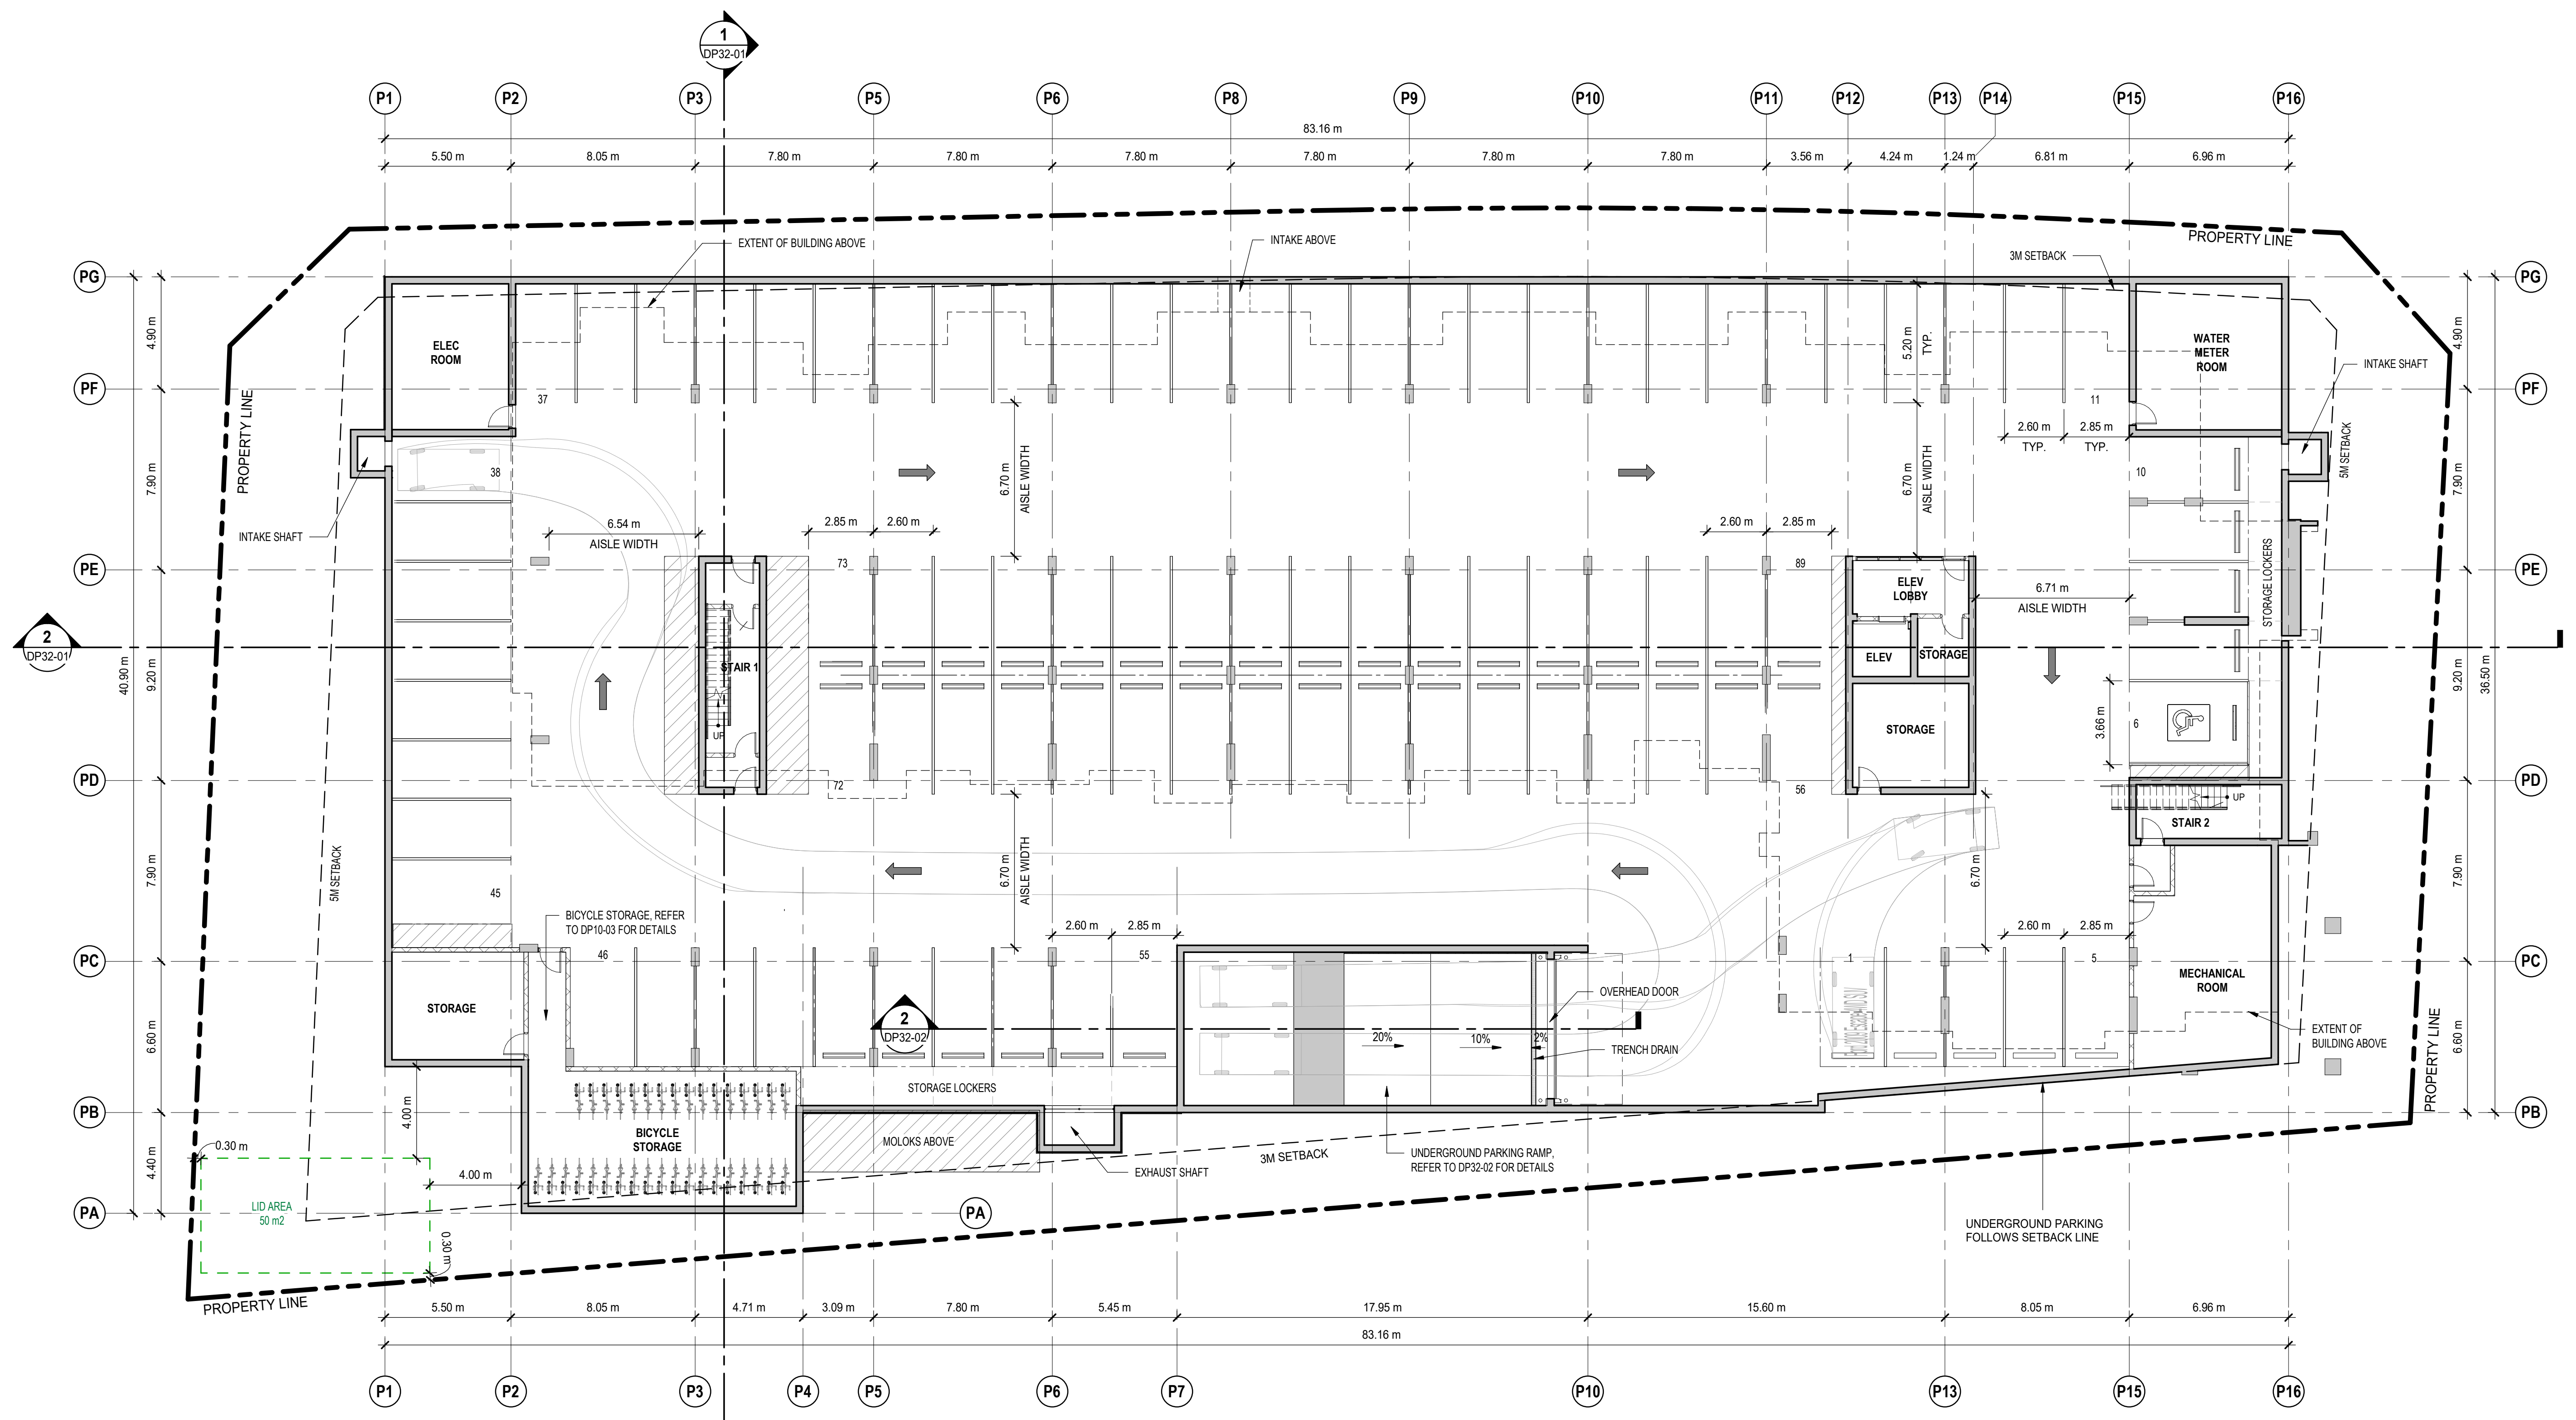 1
DP32-01
P1
P2
P3
P5
P6
P8
P9
P10
P11
P12
P13
P14
P15
P16
83.16 m
5.50 m
8.05 m
7.80 m
7.80 m
7.80 m
7.80 m
7.80 m
7.80 m
3.56 m
4.24 m
1.24 m
6.81 m
6.96 m
PROPERTY LINE
EXTENT OF BUILDING ABOVE
INTAKE ABOVE
3M SETBACK
PG
PG
4.90 m
4.90 m
ELEC
ROOM
5.20 m
TYP.
WATER
METER
ROOM
INTAKE SHAFT
PF
PF
37
11
PROPERTY LINE
2.60 m
TYP.
2.85 m
TYP.
5M SETBACK
38
10
7.90 m
6.70 m
AISLE WIDTH
6.70 m
AISLE WIDTH
7.90 m
INTAKE SHAFT
6.54 m
AISLE WIDTH
2.85 m
2.60 m
2.60 m
2.85 m
PE
PE
73
89
ELEV
LOBBY
6.71 m
AISLE WIDTH
STORAGE LOCKERS
2
DP32-01
40.90 m
9.20 m
STAIR 1
UP
ELEV
STORAGE
STORAGE
3.66 m
6
9.20 m
36.50 m
PD
PD
72
56
UP
STAIR 2
5M SETBACK
7.90 m
45
6.70 m
AISLE WIDTH
6.70 m
7.90 m
BICYCLE STORAGE, REFER
TO DP10-03 FOR DETAILS
2.60 m
2.85 m
2.60 m
2.85 m
PC
PC
46
55
1
5
STORAGE
MECHANICAL
ROOM
2
DP32-02
OVERHEAD DOOR
20%
10%
2%
TRENCH DRAIN
EXTENT OF
BUILDING ABOVE
PROPERTY LINE
6.60 m
6.60 m
STORAGE LOCKERS
PB
PB
4.00 m
BICYCLE
STORAGE
MOLOKS ABOVE
EXHAUST SHAFT
3M SETBACK
UNDERGROUND PARKING RAMP,
REFER TO DP32-02 FOR DETAILS
0.30 m
4.40 m
4.00 m
LID AREA
50 m2
PA
PA
0.30 m
UNDERGROUND PARKING
FOLLOWS SETBACK LINE
PROPERTY LINE
5.50 m
8.05 m
4.71 m
3.09 m
7.80 m
5.45 m
17.95 m
15.60 m
8.05 m
6.96 m
83.16 m
P1
P2
P3
P4
P5
P6
P7
P10
P13
P15
P16